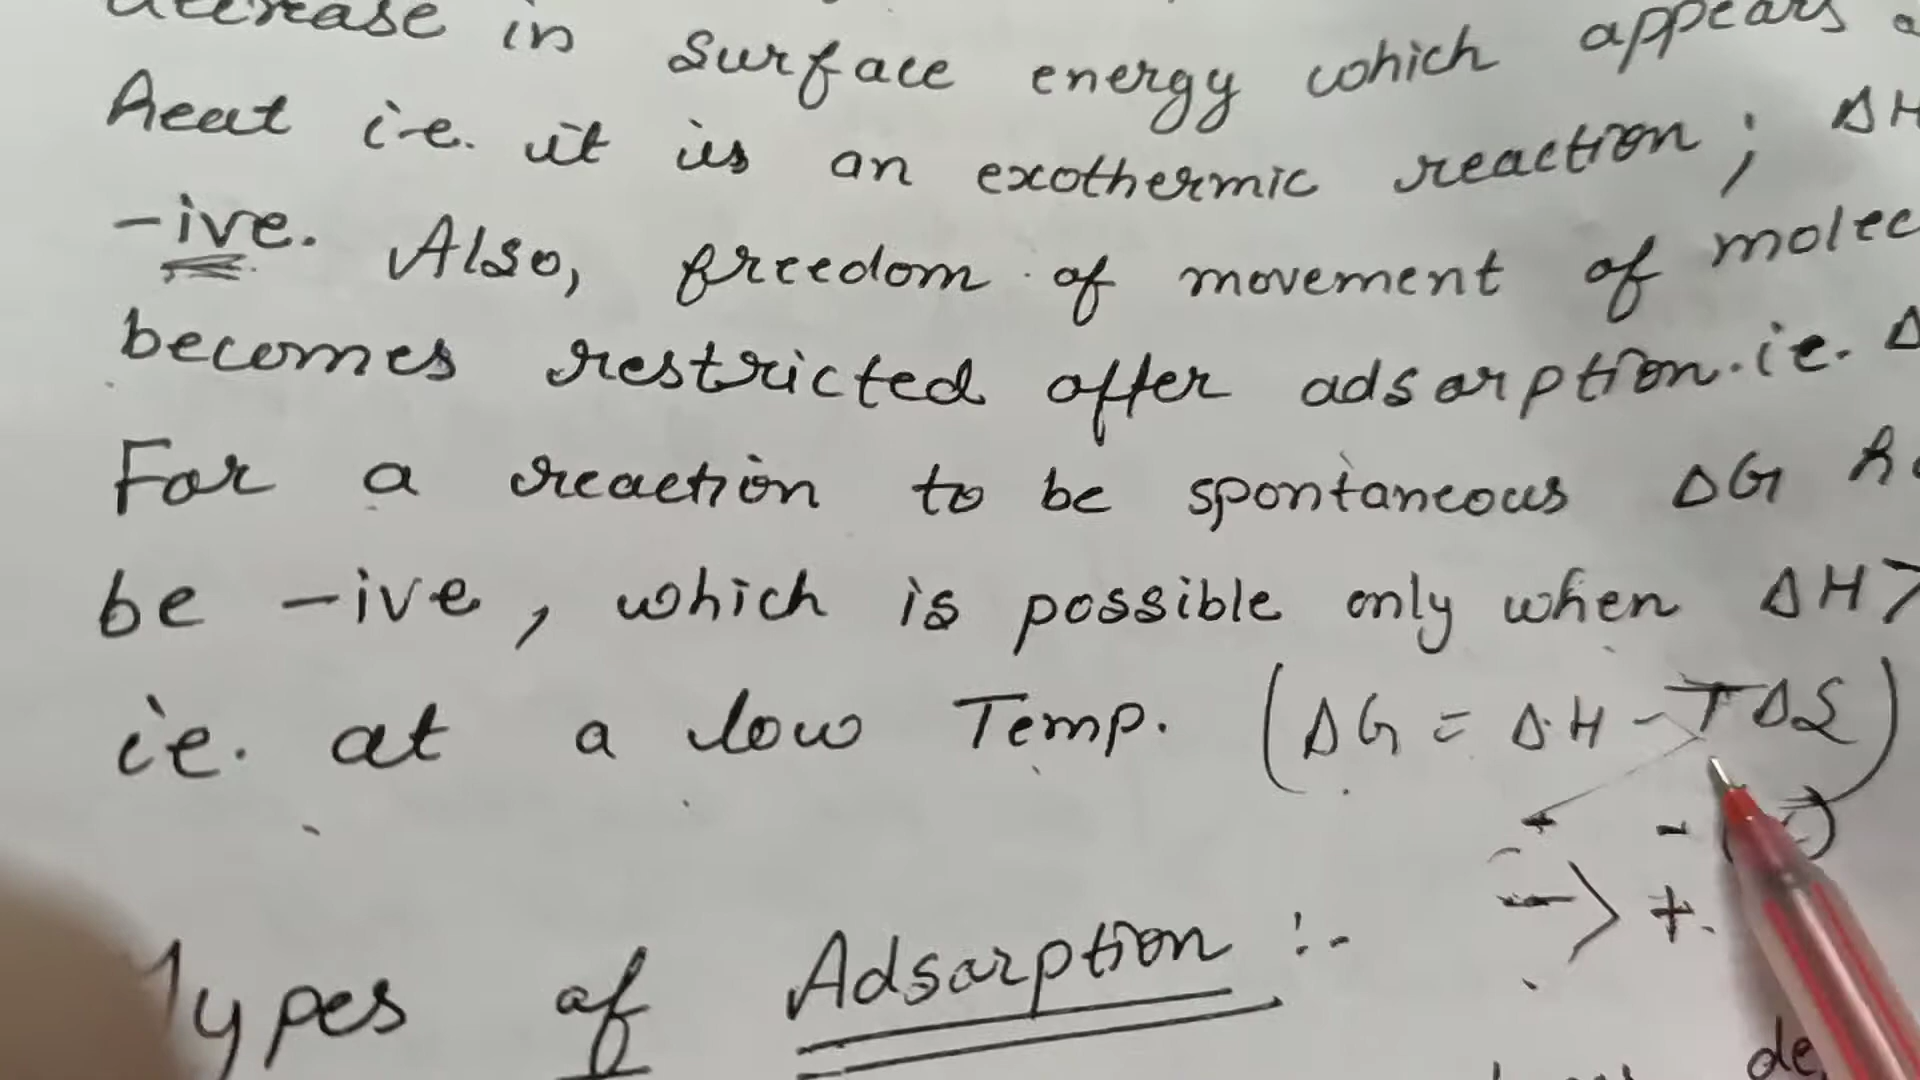 decrease in surface energy which appears
heat i.e. it is an exothermic reaction; ΔH
-ive. Also, freedom of movement of molec
becomes restricted after adsorption. i.e. Δ
For a reaction to be spontaneous ΔG
be -ive, which is possible only when ΔH >
i.e. at a low Temp. (ΔG = ΔH - TΔS)
- -
- > +.
Types of Adsorption :-
de